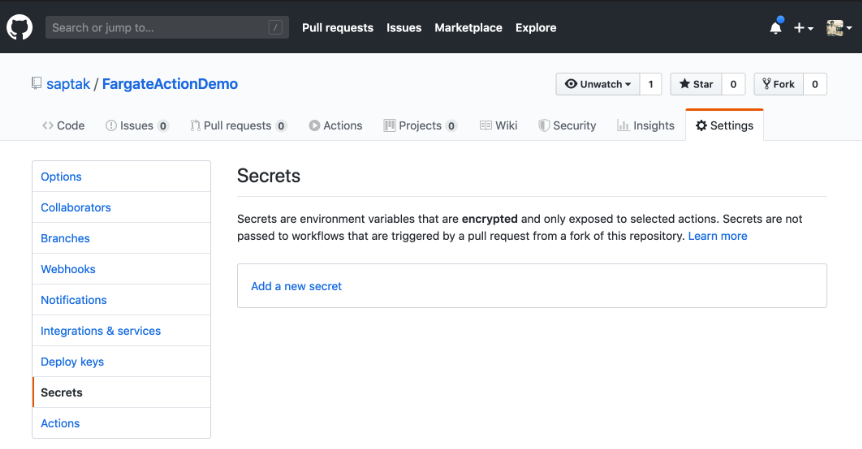 Search or jump to...
/
Pull requests
Issues
Marketplace
Explore
saptak / FargateActionDemo
Unwatch
1
Star
0
Fork
0
Code
Issues 0
Pull requests 0
Actions
Projects 0
Wiki
Security
Insights
Settings
Options
Collaborators
Branches
Webhooks
Notifications
Integrations & services
Deploy keys
Secrets
Actions
Secrets
Secrets are environment variables that are encrypted and only exposed to selected actions. Secrets are not
passed to workflows that are triggered by a pull request from a fork of this repository. Learn more
Add a new secret